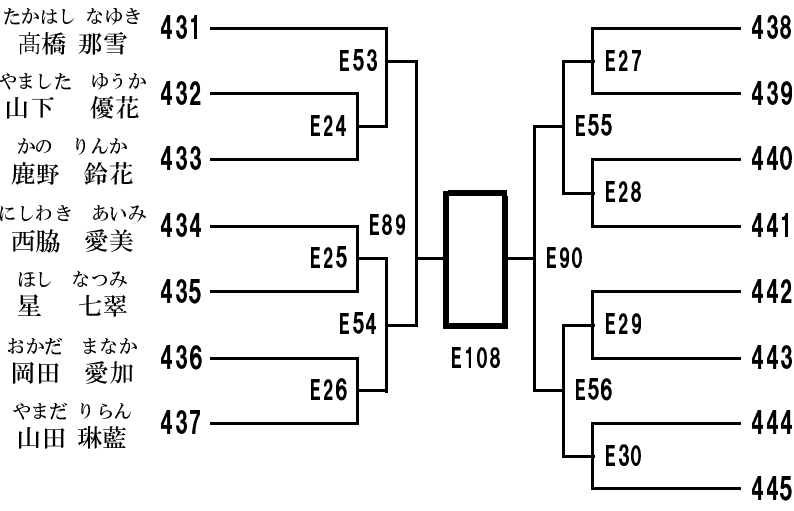 たかはし なゆき
髙橋 那雪 431
やました ゆうか
山下 優花 432
かの りんか
鹿野 鈴花 433
にしわき あいみ
西脇 愛美 434
ほし なつみ
星 七翠 435
おかだ まなか
岡田 愛加 436
やまだ りらん
山田 琳藍 437
E53
E24
E89
E25
E54
E26
E108
E27
E55
E28
E90
E29
E56
E30
438
439
440
441
442
443
444
445